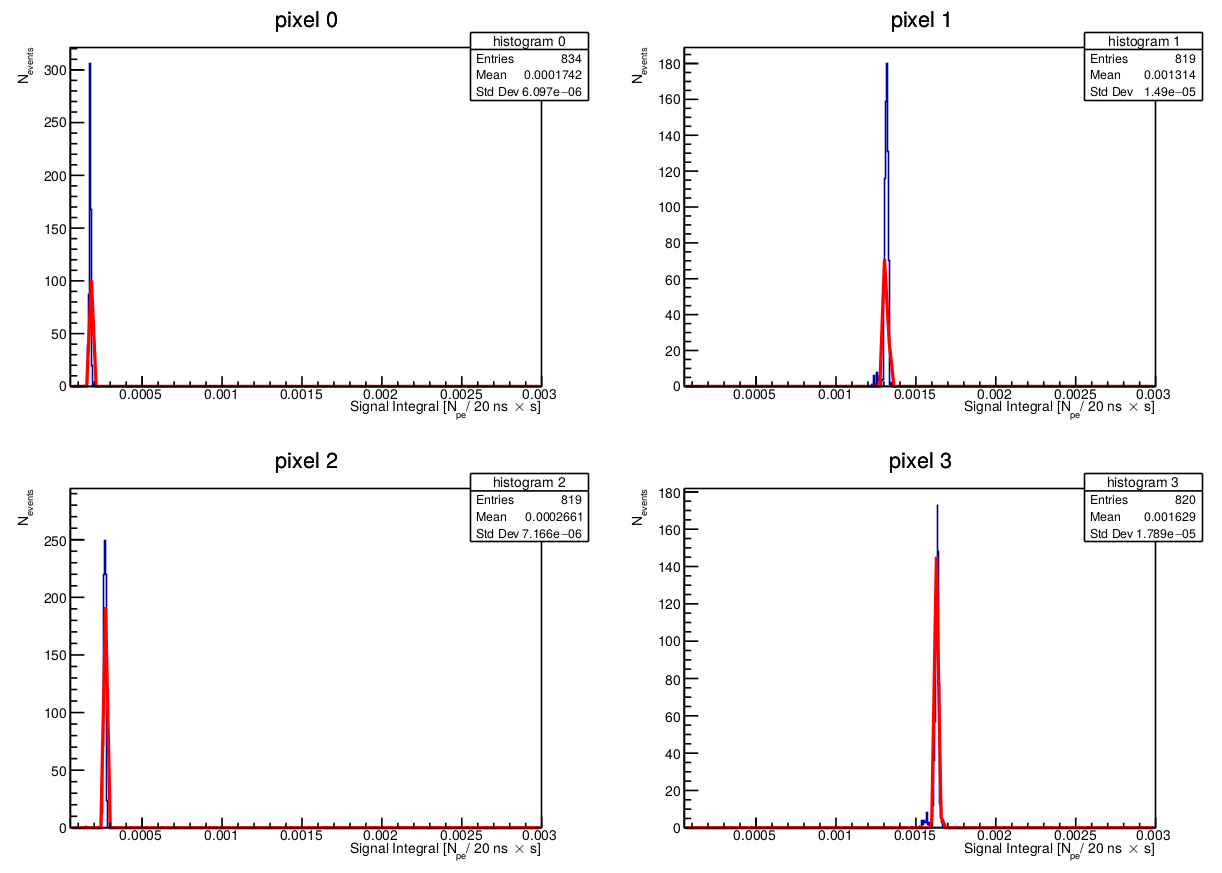 pixel 0
histogram 0
Entries 834
Mean 0.0001742
Std Dev 6.097e−06
N_events
300
250
200
150
100
50
0
0.0005 0.001 0.0015 0.002 0.0025 0.003
Signal Integral [N_pe/ 20 ns × s]
pixel 1
histogram 1
Entries 819
Mean 0.001314
Std Dev 1.49e−05
N_events
180
160
140
120
100
80
60
40
20
0
0.0005 0.001 0.0015 0.002 0.0025 0.003
Signal Integral [N_pe/ 20 ns × s]
pixel 2
histogram 2
Entries 819
Mean 0.0002661
Std Dev 7.166e−06
N_events
250
200
150
100
50
0
0.0005 0.001 0.0015 0.002 0.0025 0.003
Signal Integral [N_pe/ 20 ns × s]
pixel 3
histogram 3
Entries 820
Mean 0.001629
Std Dev 1.789e−05
N_events
180
160
140
120
100
80
60
40
20
0
0.0005 0.001 0.0015 0.002 0.0025 0.003
Signal Integral [N_pe/ 20 ns × s]